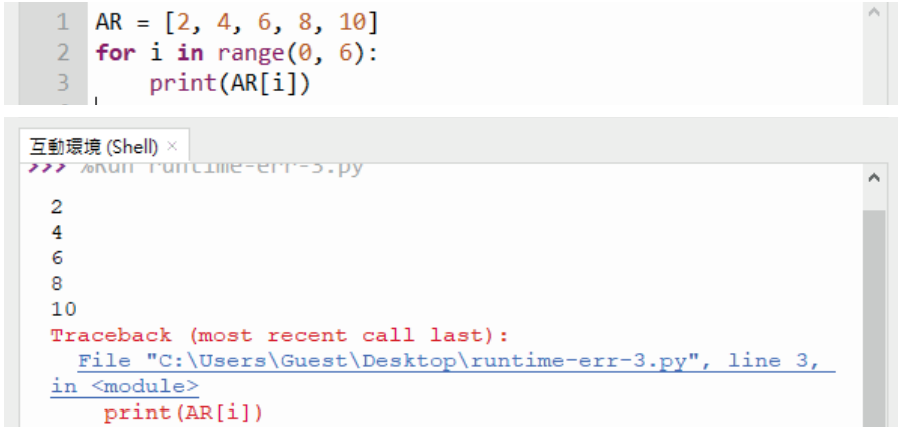 1 AR = [2, 4, 6, 8, 10]
2 for i in range(0, 6):
3     print(AR[i])
互動環境 (Shell) ×
>>> %Run runtime-err-3.py
2
4
6
8
10
Traceback (most recent call last):
  File "C:\Users\Guest\Desktop\runtime-err-3.py", line 3,
in <module>
    print(AR[i])